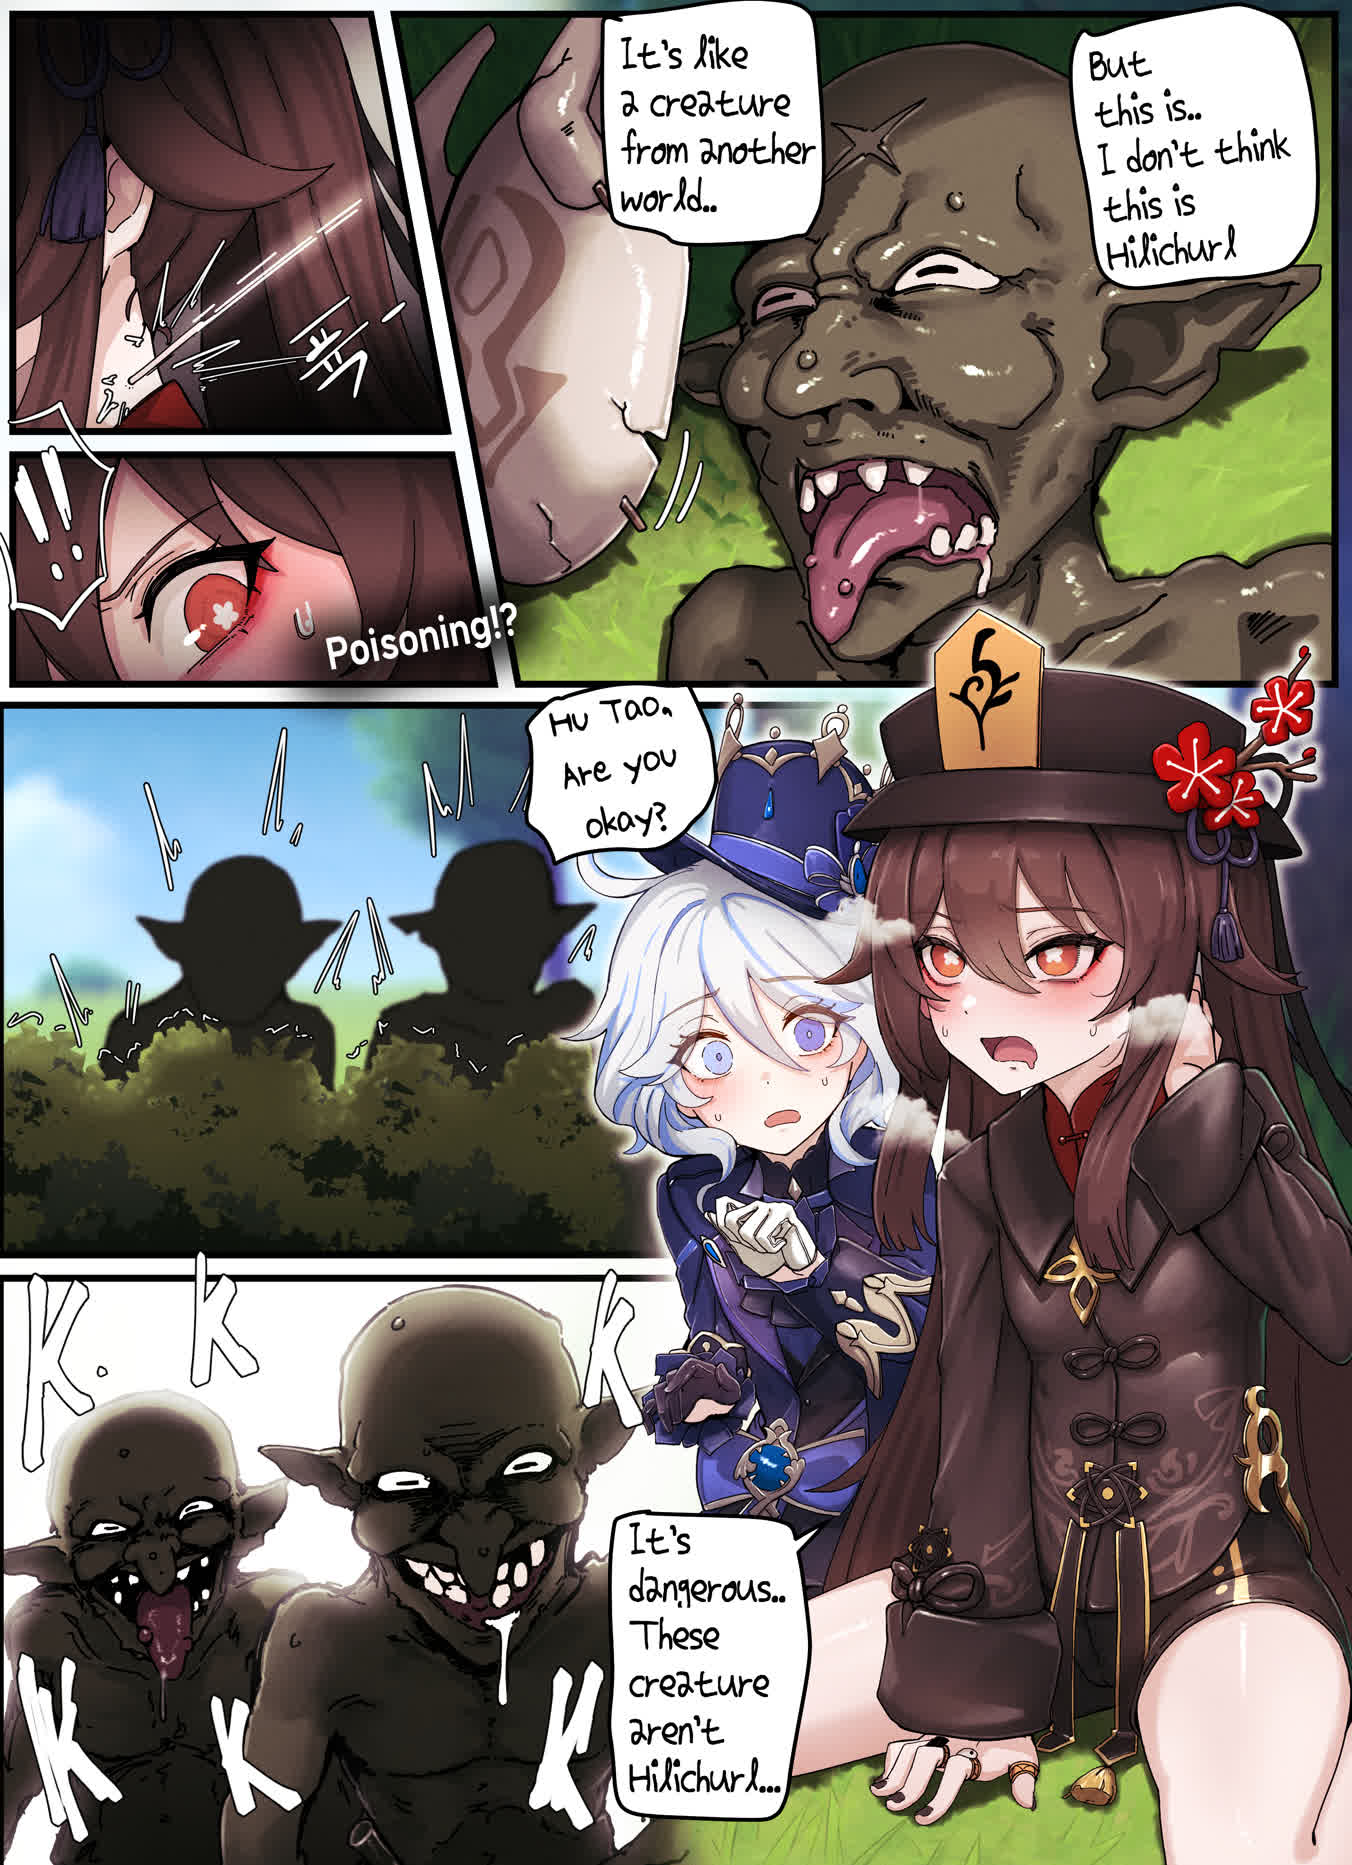 It's like
a creature
from another
world..
But
this is..
I don't think
this is
Hilichurl
푹
!!
Poisoning!?
Hu Tao,
Are you
okay?
K.
K
K
K
K
K
It's
dangerous..
These
creature
aren't
Hilichurl...